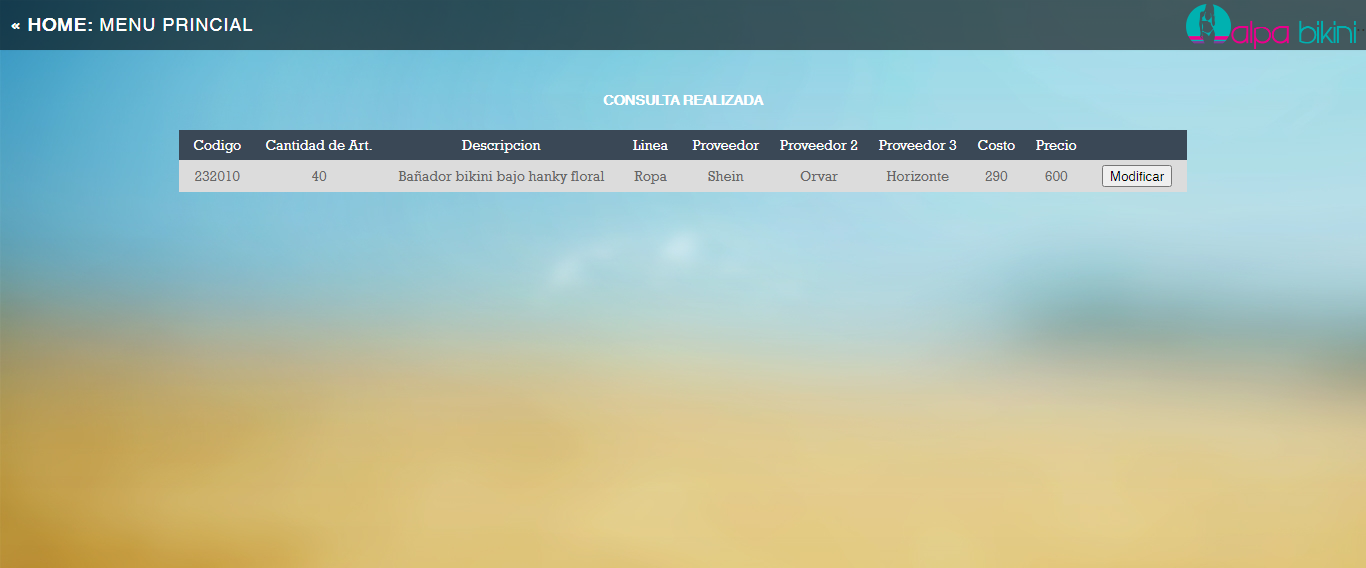 « HOME: MENU PRINCIAL
alpa bikini
CONSULTA REALIZADA
Codigo Cantidad de Art. Descripcion Linea Proveedor Proveedor 2 Proveedor 3 Costo Precio
232010 40 Bañador bikini bajo hanky floral Ropa Shein Orvar Horizonte 290 600 Modificar